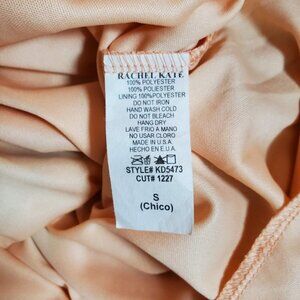 RACHEL KATE
100% POLYESTER
100% POLYESTER
LINING 100%POLYESTER
DO NOT IRON
HAND WASH COLD
DO NOT BLEACH
HANG DRY
LAVE FRIO A MANO
NO USAR CLORO
MADE IN U.S.A.
HECHO EN E.U.A.
STYLE# KD5473
CUT# 1227
S
(Chico)